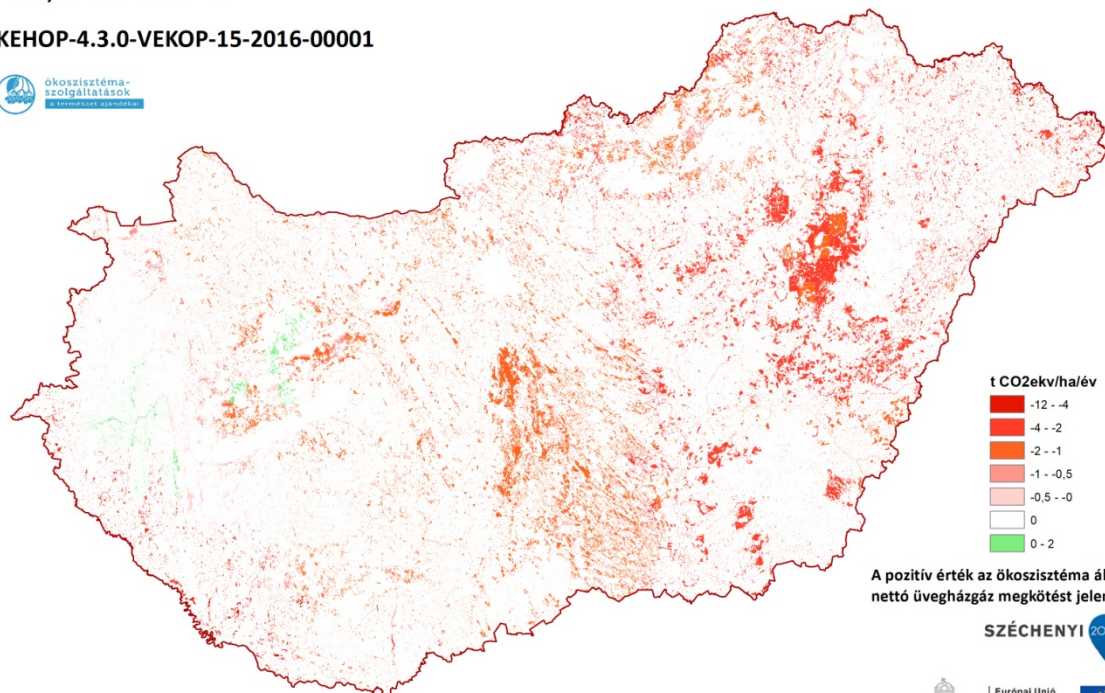 KEHOP-4.3.0-VEKOP-15-2016-00001
ökoszisztéma-
szolgáltatások
a természet ajándékai
t CO2ekv/ha/év
-12 - -4
-4 - -2
-2 - -1
-1 - -0,5
-0,5 - -0
0
0 - 2
A pozitív érték az ökoszisztéma
nettó üvegházgáz megkötést
SZÉCHENYI
Európai Unió